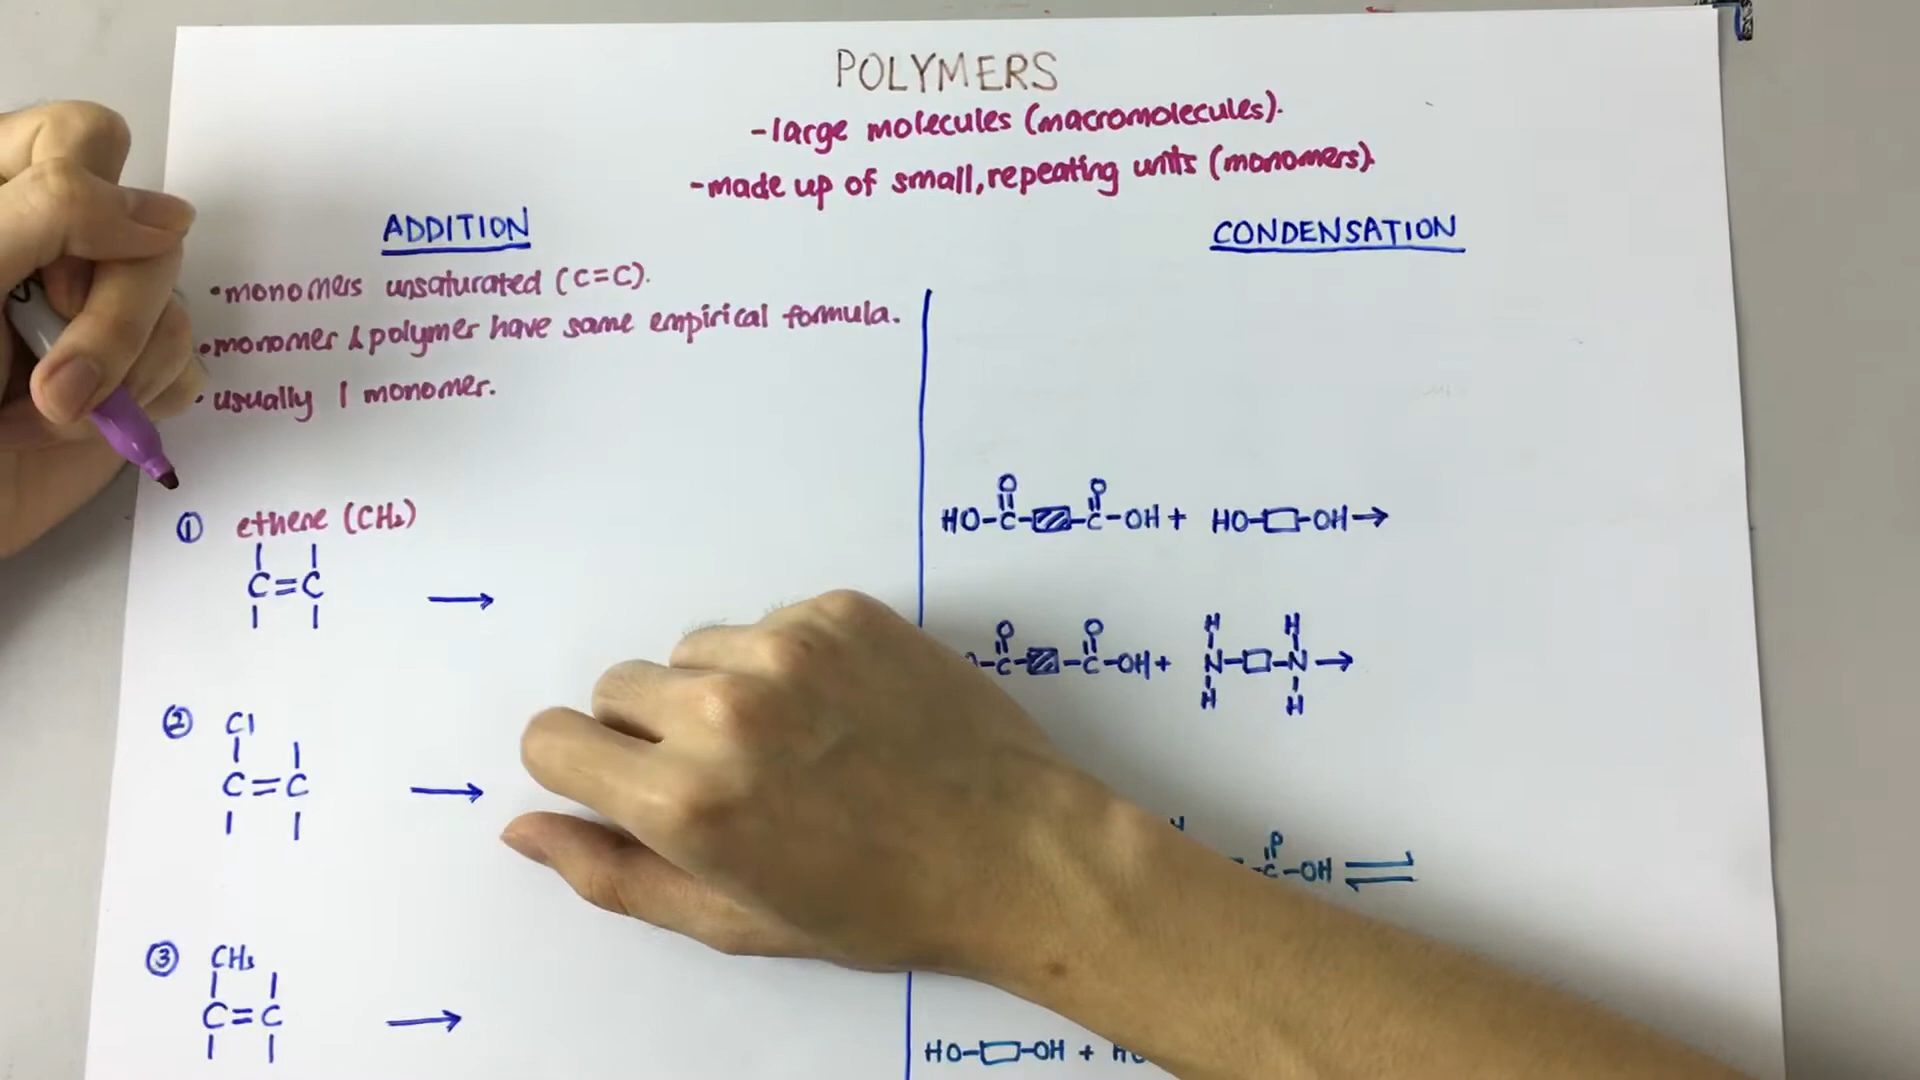 POLYMERS
-large molecules (macromolecules).
-made up of small, repeating units (monomers).
ADDITION
CONDENSATION
•monomers unsaturated (C=C).
•monomer & polymer have same empirical formula.
•usually 1 monomer.
① ethene (CH₂)
C=C
HO-C-C-OH + HO-OH→
O O
② Cl
C=C
→
O O H H
-C-C-OH + N-N→
H H
③ CH₃
C=C
→
O
-C-OH ⇌
HO-OH +